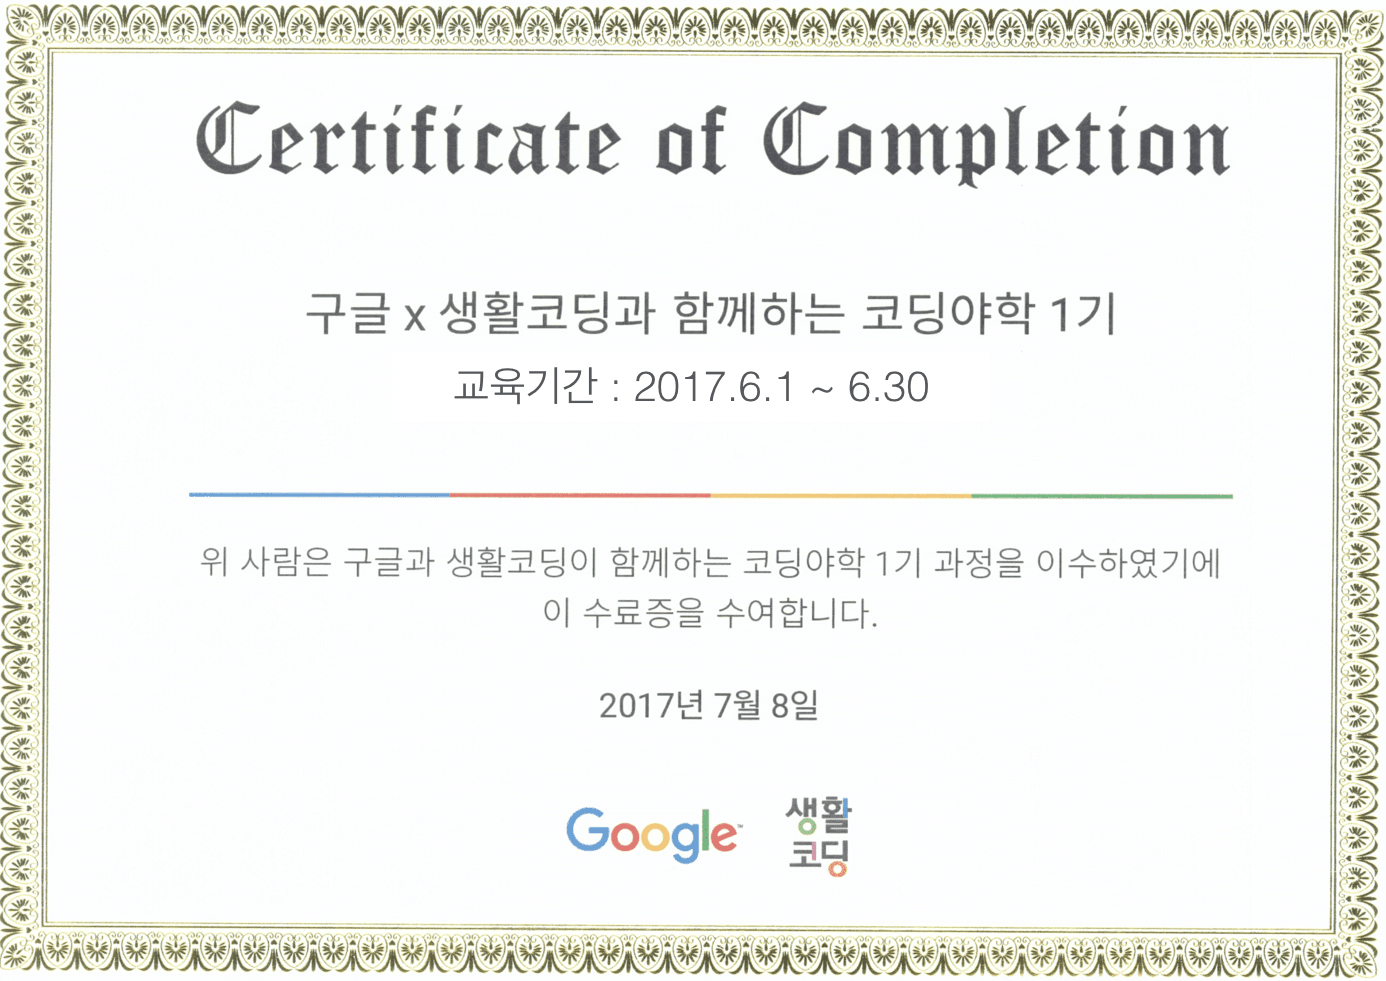 Certificate of Completion
구글 x 생활코딩과 함께하는 코딩야학 1기
교육기간 : 2017.6.1 ~ 6.30
위 사람은 구글과 생활코딩이 함께하는 코딩야학 1기 과정을 이수하였기에
이 수료증을 수여합니다.
2017년 7월 8일
Google™
생활
코딩